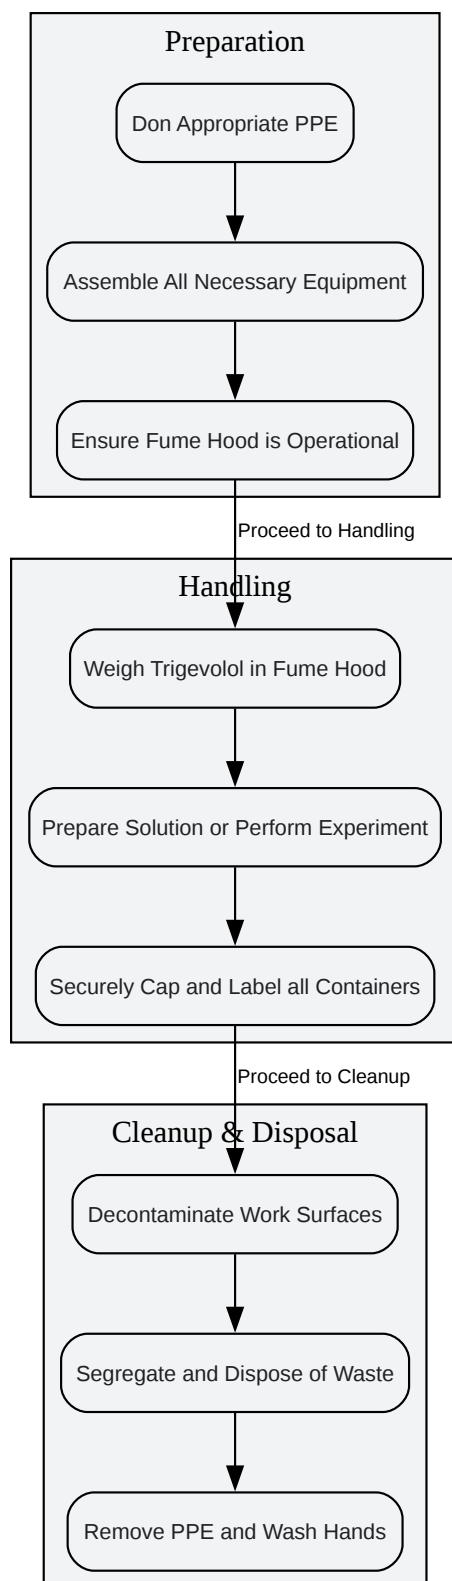 Preparation
Don Appropriate PPE
Assemble All Necessary Equipment
Ensure Fume Hood is Operational
Proceed to Handling
Handling
Weigh Trigevolol in Fume Hood
Prepare Solution or Perform Experiment
Securely Cap and Label all Containers
Proceed to Cleanup
Cleanup & Disposal
Decontaminate Work Surfaces
Segregate and Dispose of Waste
Remove PPE and Wash Hands